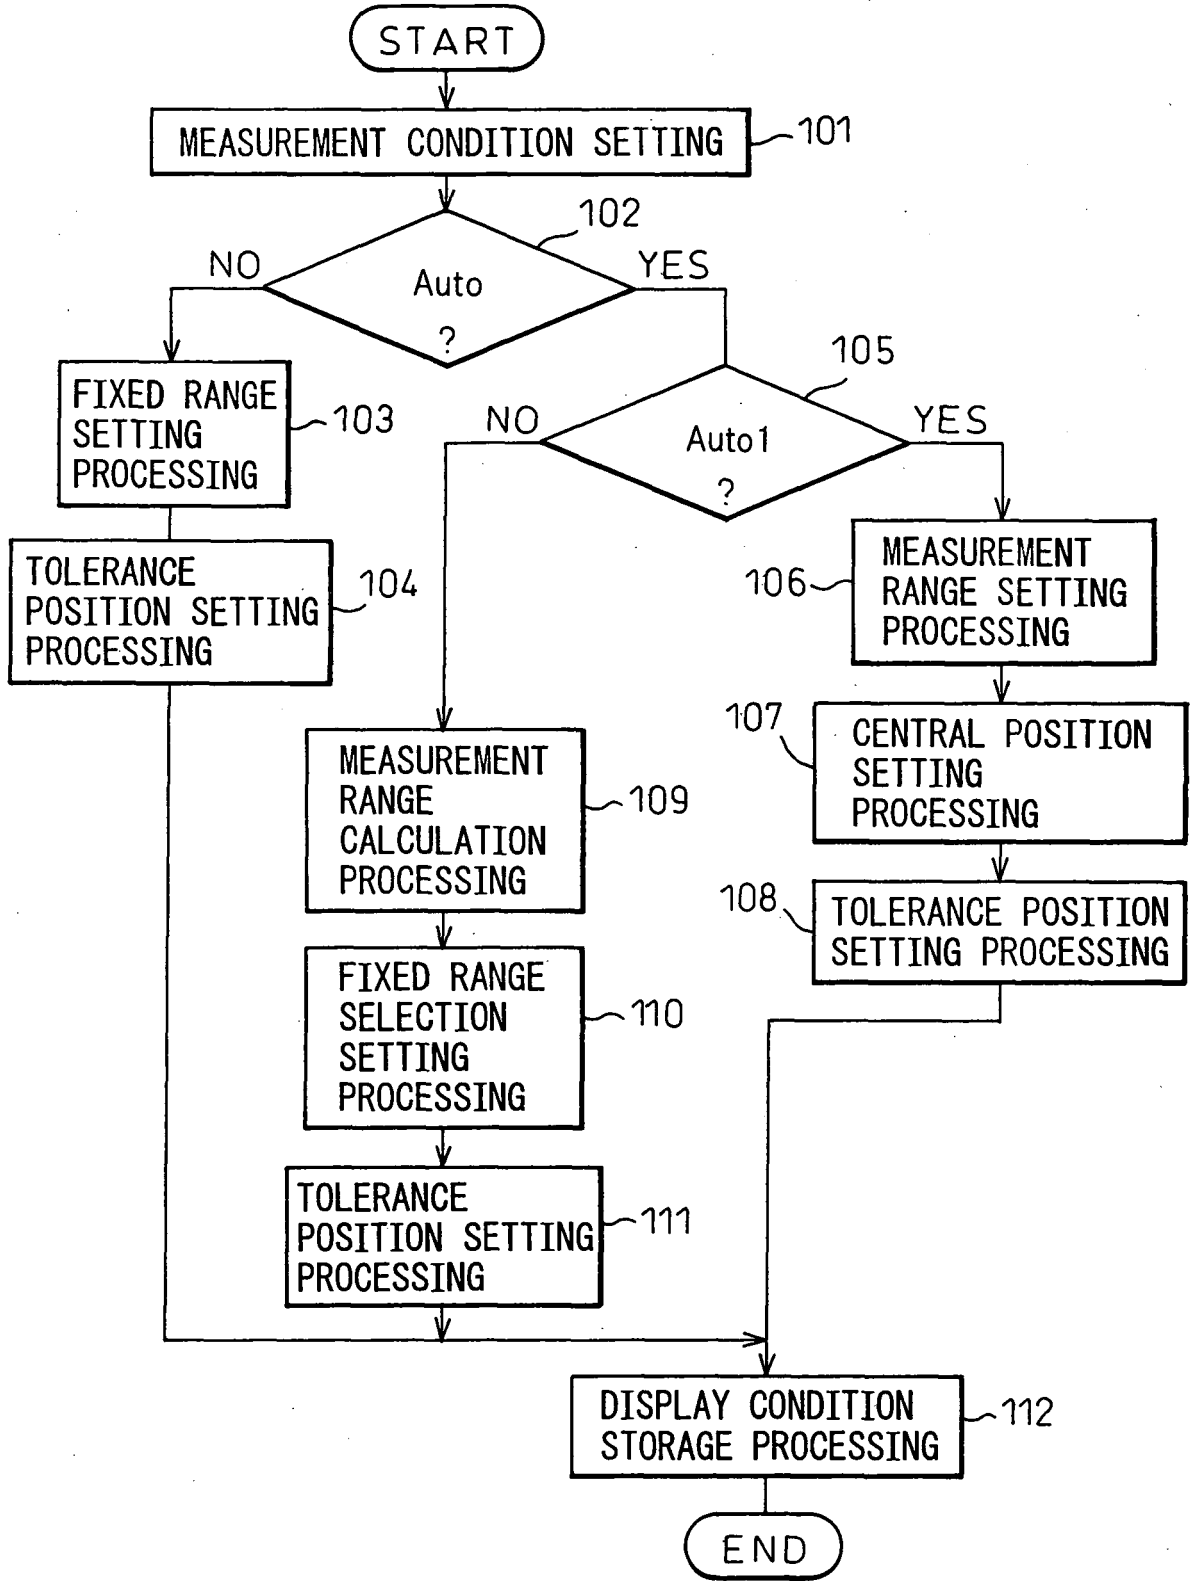 START
MEASUREMENT CONDITION SETTING
101
102
NO
Auto
?
YES
FIXED RANGE
SETTING
PROCESSING
103
105
NO
Auto1
?
YES
TOLERANCE
POSITION SETTING
PROCESSING
104
MEASUREMENT
RANGE SETTING
PROCESSING
106
CENTRAL POSITION
SETTING
PROCESSING
107
MEASUREMENT
RANGE
CALCULATION
PROCESSING
109
TOLERANCE POSITION
SETTING PROCESSING
108
FIXED RANGE
SELECTION
SETTING
PROCESSING
110
TOLERANCE
POSITION SETTING
PROCESSING
111
DISPLAY CONDITION
STORAGE PROCESSING
112
END